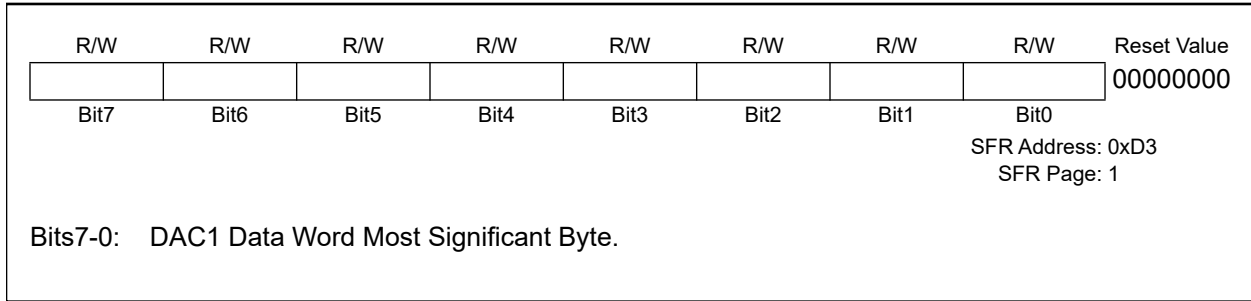 R/W R/W R/W R/W R/W R/W R/W R/W Reset Value
00000000
Bit7 Bit6 Bit5 Bit4 Bit3 Bit2 Bit1 Bit0
SFR Address: 0xD3
SFR Page: 1
Bits7-0: DAC1 Data Word Most Significant Byte.